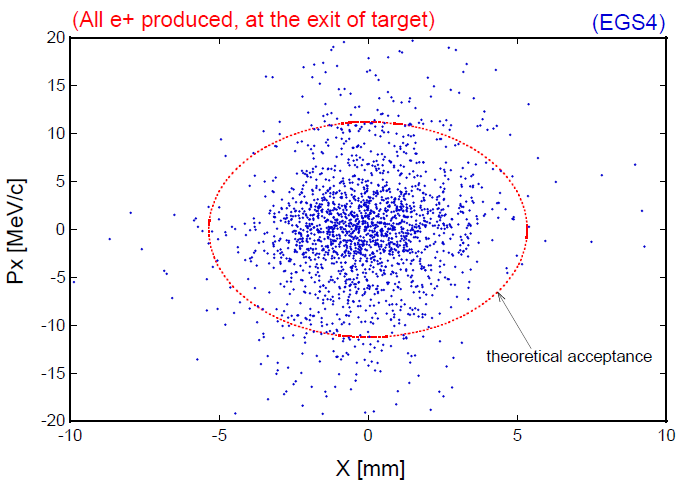 (All e+ produced, at the exit of target)
(EGS4)
20
15
10
5
0
-5
-10
-15
-20
Px [MeV/c]
theoretical acceptance
-10
-5
0
5
10
X [mm]